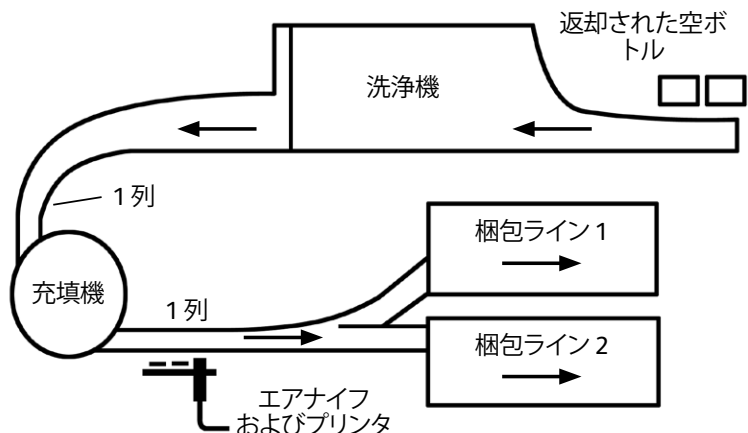 返却された空ボ
トル
洗浄機
1 列
充填機
1 列
梱包ライン 1
梱包ライン 2
エアナイフ
およびプリンタ